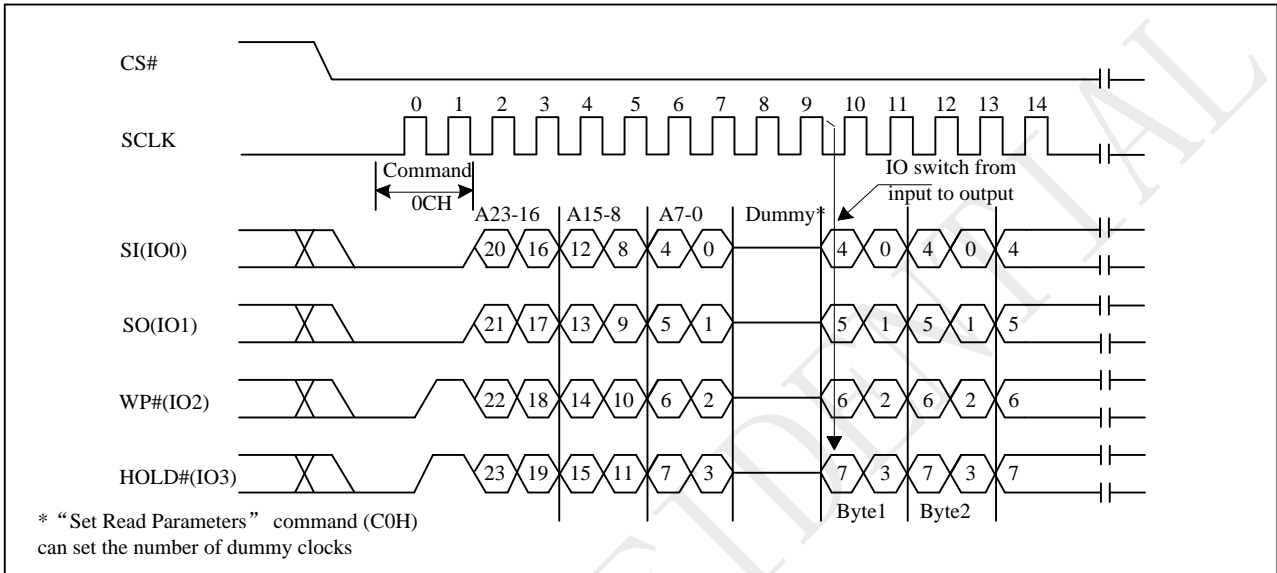 CS#
0 1 2 3 4 5 6 7 8 9 10 11 12 13 14
SCLK
Command
0CH
IO switch from
input to output
A23-16 A15-8 A7-0 Dummy*
SI(IO0) 20 16 12 8 4 0 4 0 4 0 4
SO(IO1) 21 17 13 9 5 1 5 1 5 1 5
WP#(IO2) 22 18 14 10 6 2 6 2 6 2 6
HOLD#(IO3) 23 19 15 11 7 3 7 3 7 3 7
Byte1 Byte2
* “Set Read Parameters” command (C0H)
can set the number of dummy clocks